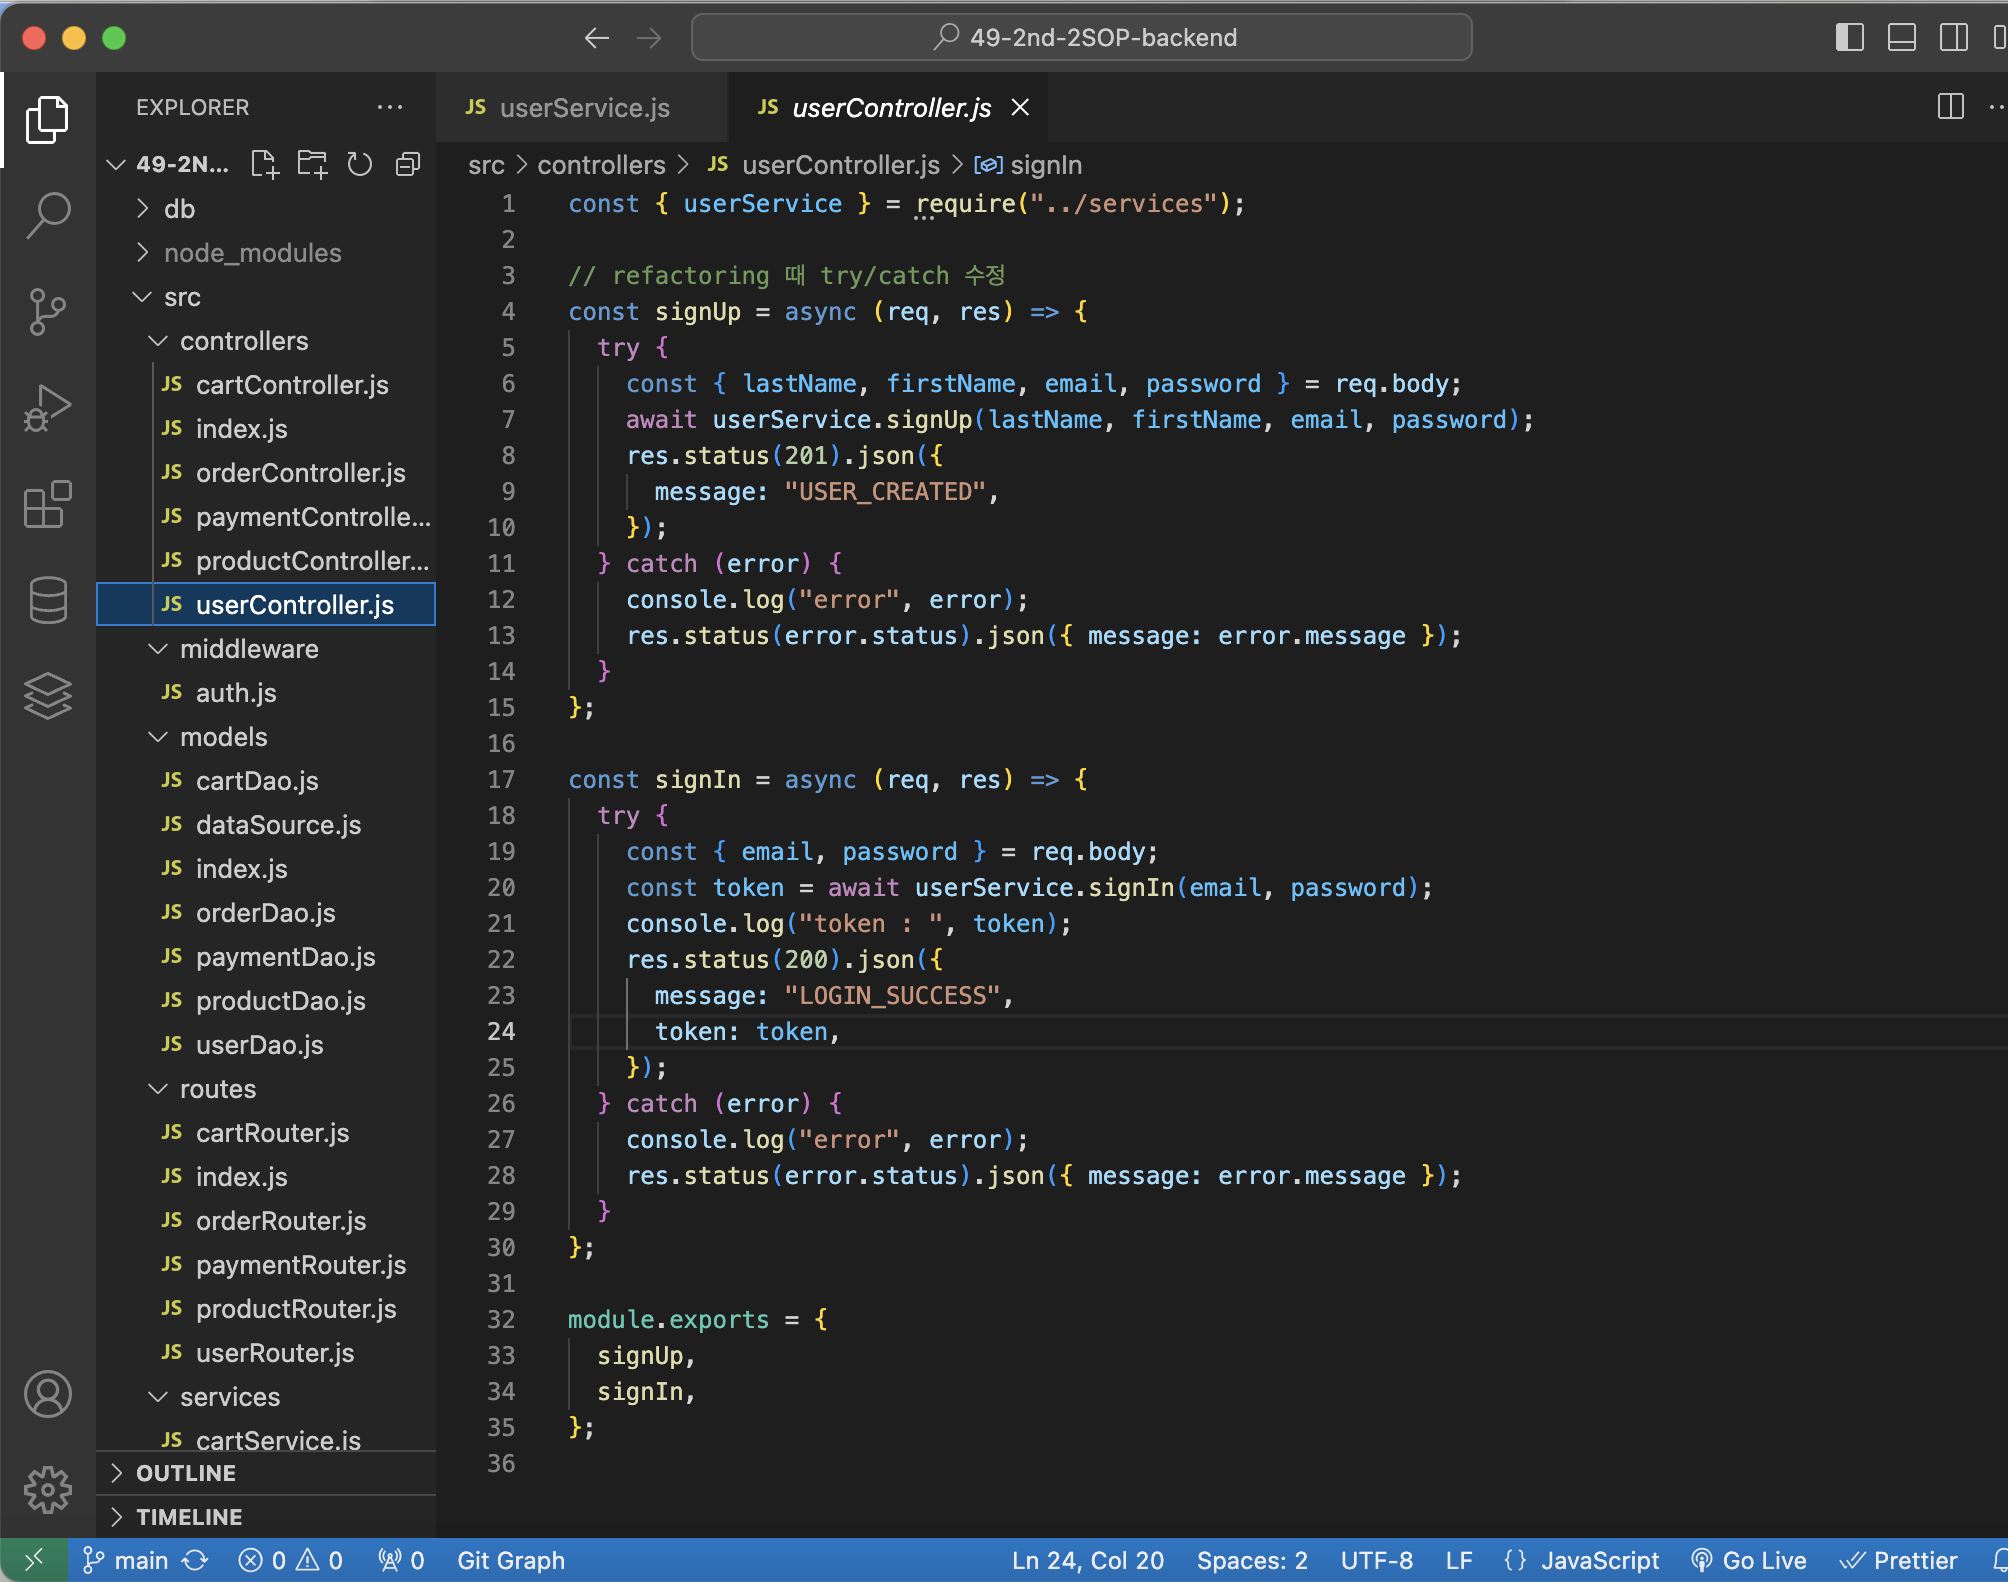 49-2nd-2SOP-backend
EXPLORER
49-2N...
db
node_modules
src
controllers
JS cartController.js
JS index.js
JS orderController.js
JS paymentControlle...
JS productController...
JS userController.js
middleware
JS auth.js
models
JS cartDao.js
JS dataSource.js
JS index.js
JS orderDao.js
JS paymentDao.js
JS productDao.js
JS userDao.js
routes
JS cartRouter.js
JS index.js
JS orderRouter.js
JS paymentRouter.js
JS productRouter.js
JS userRouter.js
services
JS cartService.js
OUTLINE
TIMELINE
JS userService.js
JS userController.js
src > controllers > JS userController.js > signIn
1 const { userService } = require("../services");
2
3 // refactoring 때 try/catch 수정
4 const signUp = async (req, res) => {
5 try {
6 const { lastName, firstName, email, password } = req.body;
7 await userService.signUp(lastName, firstName, email, password);
8 res.status(201).json({
9 message: "USER_CREATED",
10 });
11 } catch (error) {
12 console.log("error", error);
13 res.status(error.status).json({ message: error.message });
14 }
15 };
16
17 const signIn = async (req, res) => {
18 try {
19 const { email, password } = req.body;
20 const token = await userService.signIn(email, password);
21 console.log("token : ", token);
22 res.status(200).json({
23 message: "LOGIN_SUCCESS",
24 token: token,
25 });
26 } catch (error) {
27 console.log("error", error);
28 res.status(error.status).json({ message: error.message });
29 }
30 };
31
32 module.exports = {
33 signUp,
34 signIn,
35 };
36
main 0 0 0 Git Graph Ln 24, Col 20 Spaces: 2 UTF-8 LF {} JavaScript Go Live Prettier